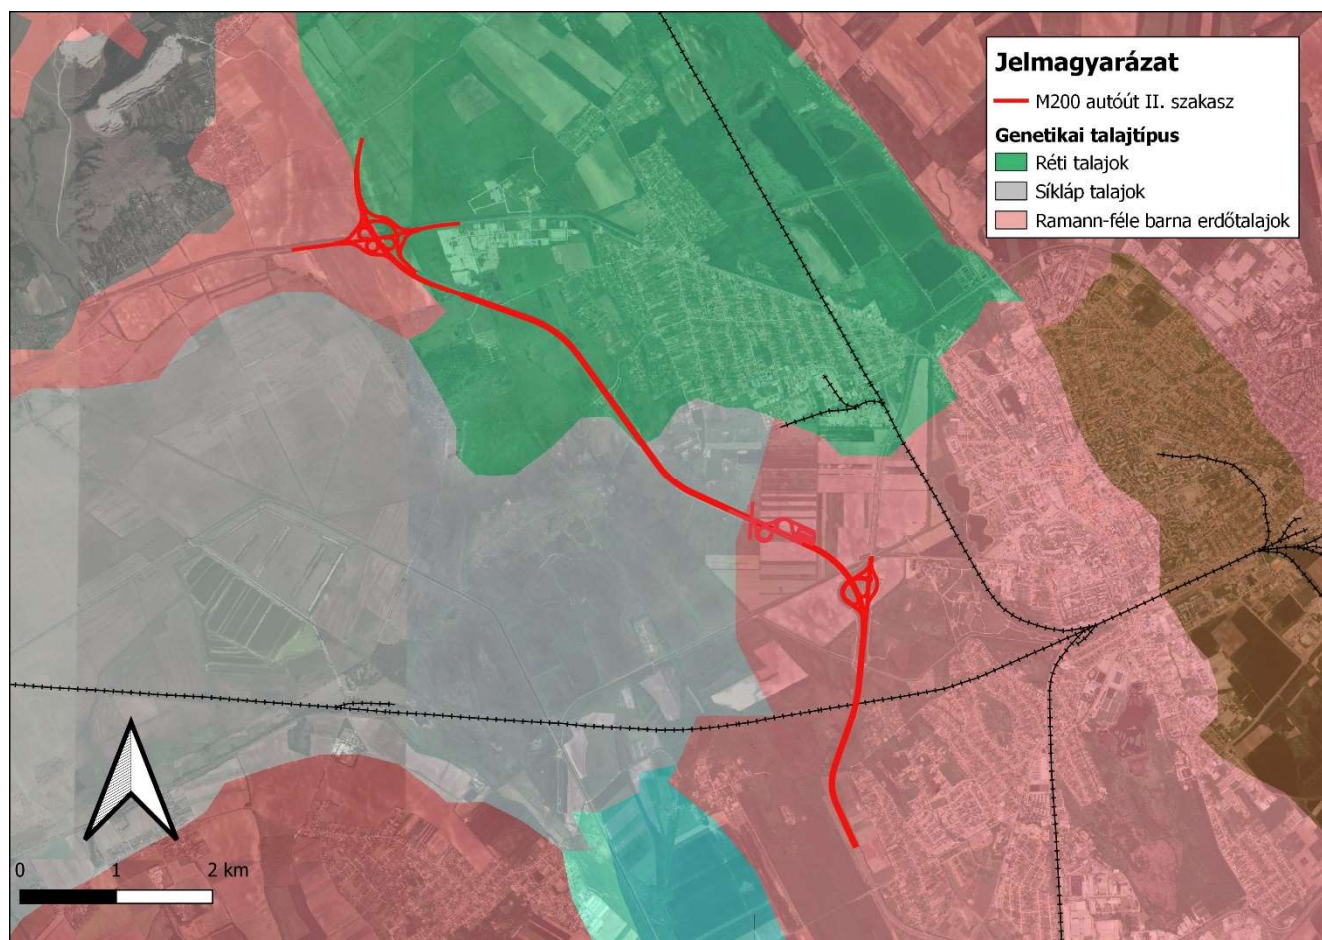 Jelmagyarázat
M200 autóút II. szakasz
Genetikai talajtípus
Réti talajok
Síkláp talajok
Ramann-féle barna erdőtalajok
0 1 2 km